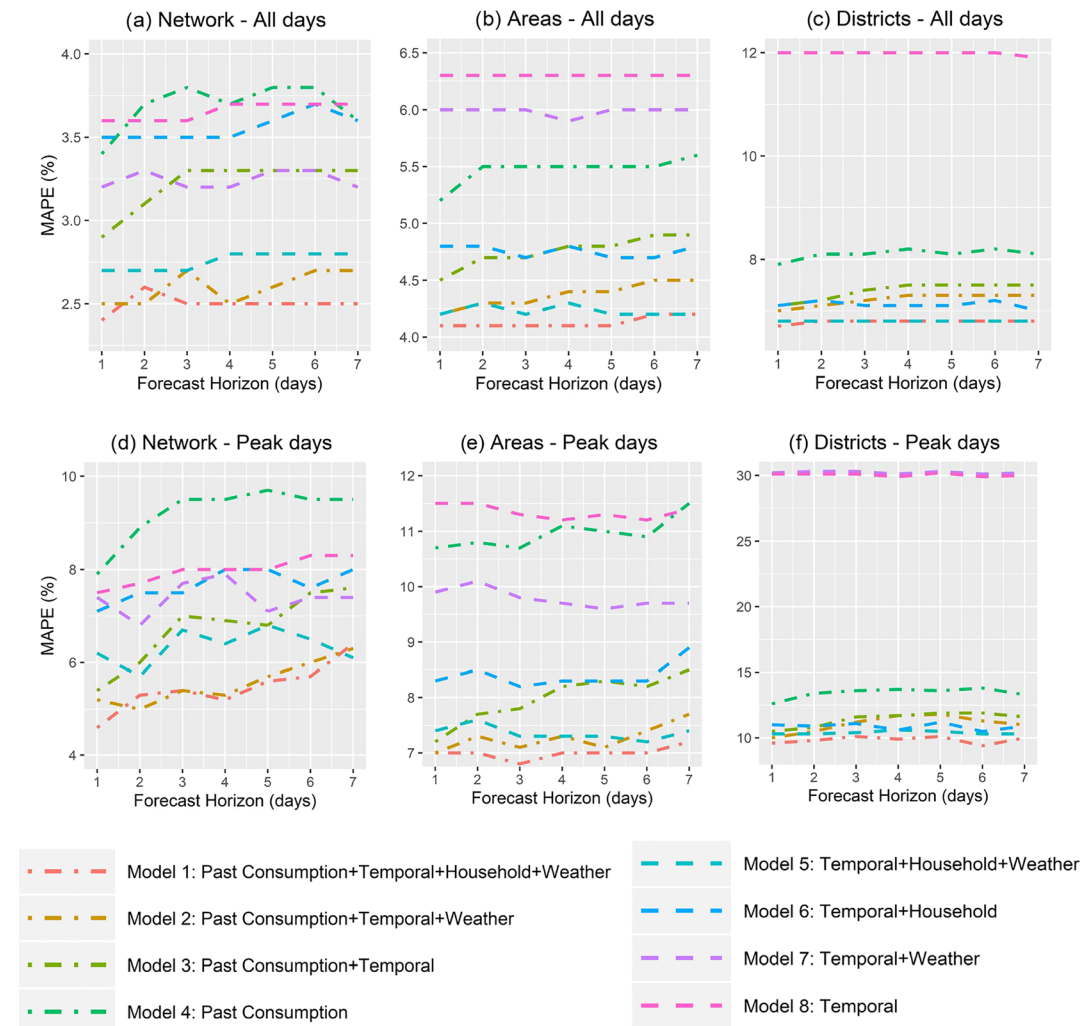 (a) Network - All days
(b) Areas - All days
(c) Districts - All days
MAPE (%)
4.0
3.5
3.0
2.5
1 2 3 4 5 6 7
Forecast Horizon (days)
6.5
6.0
5.5
5.0
4.5
4.0
1 2 3 4 5 6 7
Forecast Horizon (days)
12
10
8
1 2 3 4 5 6 7
Forecast Horizon (days)
(d) Network - Peak days
(e) Areas - Peak days
(f) Districts - Peak days
MAPE (%)
10
8
6
4
1 2 3 4 5 6 7
Forecast Horizon (days)
12
11
10
9
8
7
1 2 3 4 5 6 7
Forecast Horizon (days)
30
25
20
15
10
1 2 3 4 5 6 7
Forecast Horizon (days)
Model 1: Past Consumption+Temporal+Household+Weather
Model 2: Past Consumption+Temporal+Weather
Model 3: Past Consumption+Temporal
Model 4: Past Consumption
Model 5: Temporal+Household+Weather
Model 6: Temporal+Household
Model 7: Temporal+Weather
Model 8: Temporal